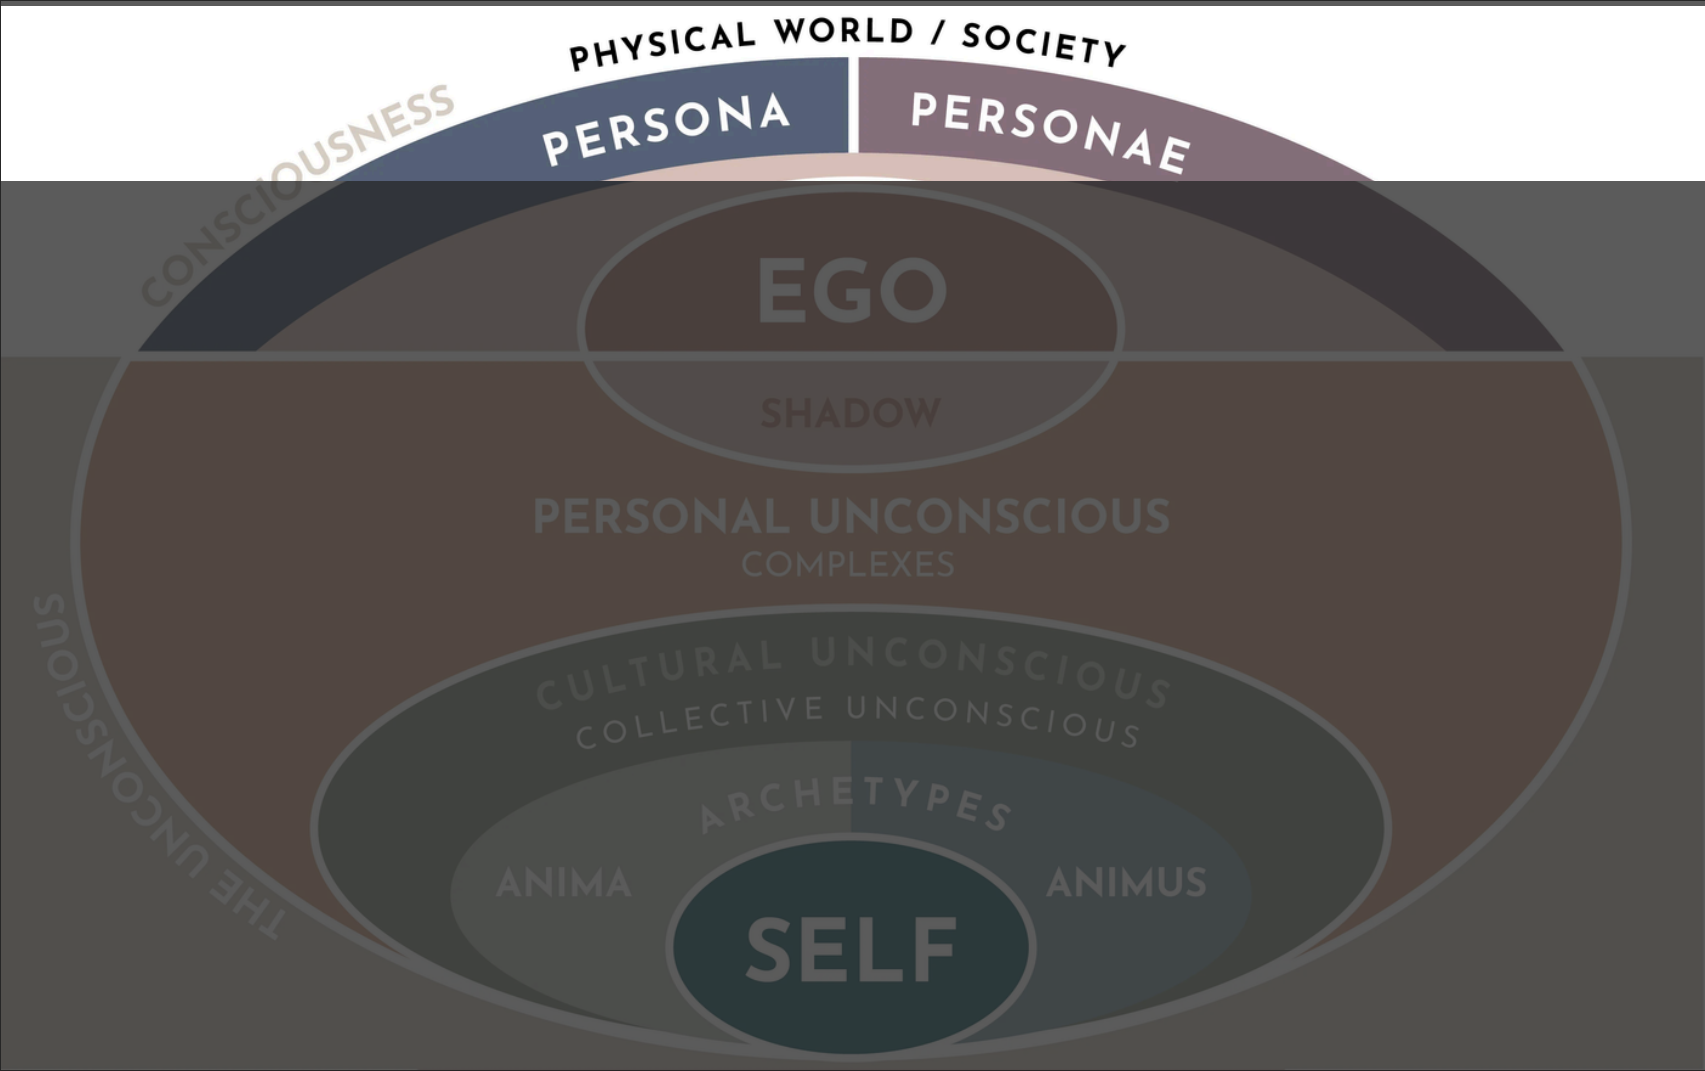 PHYSICAL WORLD / SOCIETY
CONSCIOUSNESS
PERSONA
PERSONAE
EGO
SHADOW
PERSONAL UNCONSCIOUS
COMPLEXES
CULTURAL UNCONSCIOUS
COLLECTIVE UNCONSCIOUS
ARCHETYPES
ANIMA
ANIMUS
SELF
THE UNCONSCIOUS